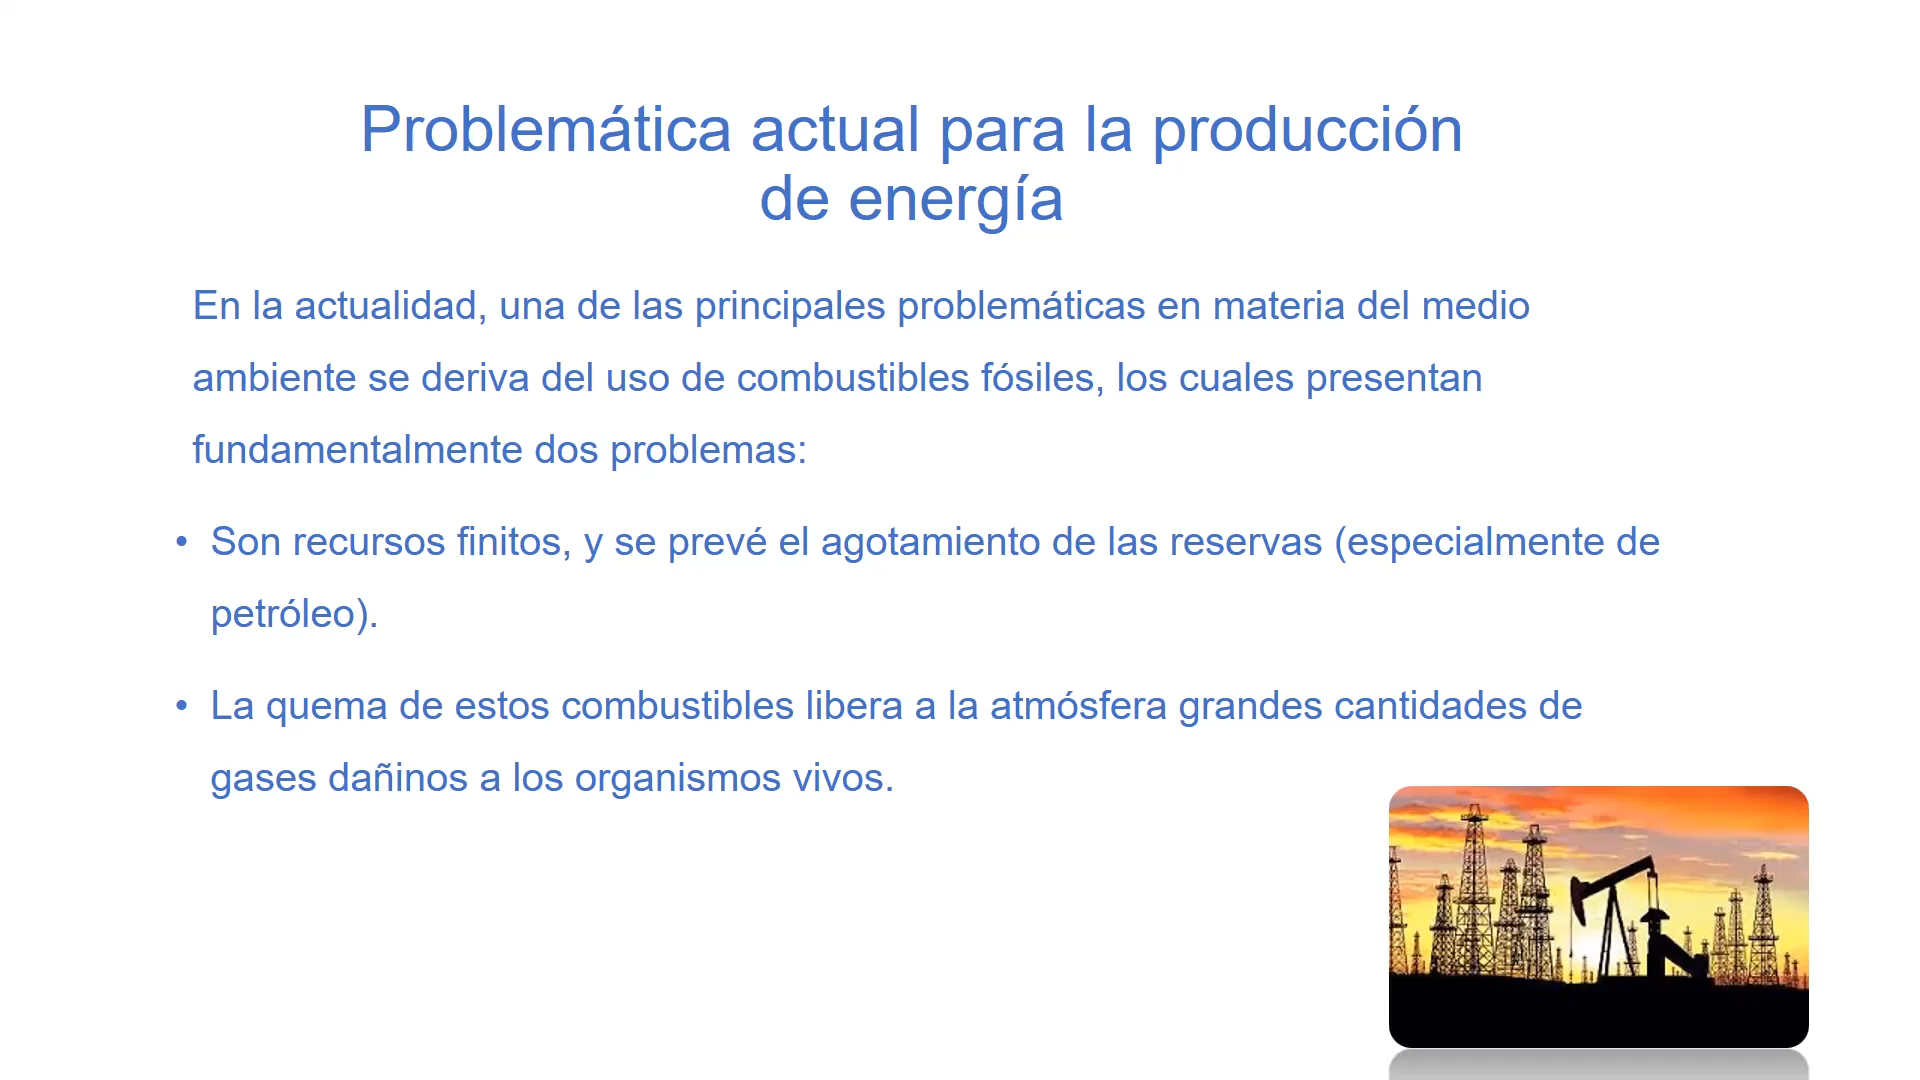 Problemática actual para la producción
de energía
En la actualidad, una de las principales problemáticas en materia del medio
ambiente se deriva del uso de combustibles fósiles, los cuales presentan
fundamentalmente dos problemas:
• Son recursos finitos, y se prevé el agotamiento de las reservas (especialmente de
petróleo).
• La quema de estos combustibles libera a la atmósfera grandes cantidades de
gases dañinos a los organismos vivos.